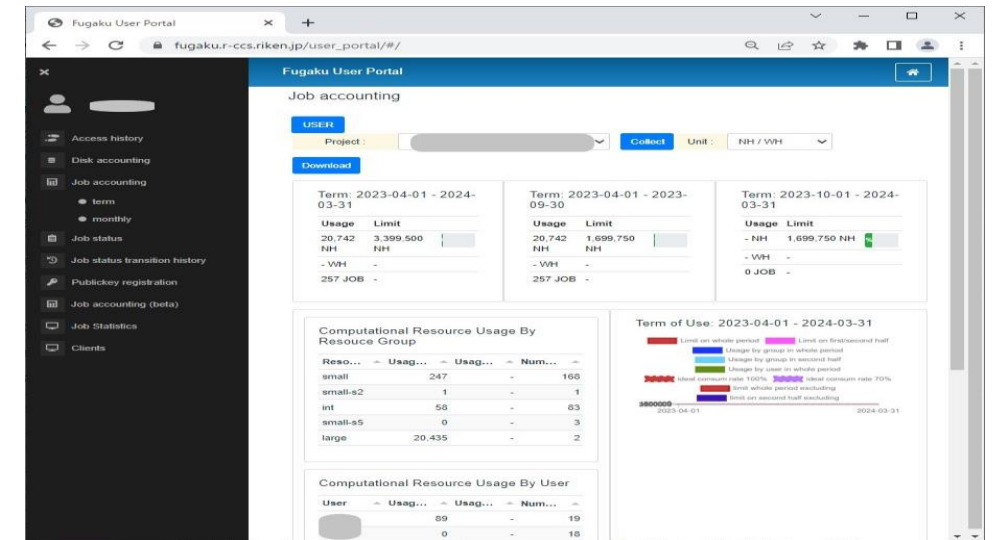 Fugaku User Portal
fugaku.r-ccs.riken.jp/user_portal/#/
Access history
Disk accounting
Job accounting
term
monthly
Job status
Job status transition history
Publickey registration
Job accounting (beta)
Job Statistics
Clients
Fugaku User Portal
Job accounting
USER
Project :
Collect
Unit :
NH / WH
Download
Term: 2023-04-01 - 2024-
03-31
Usage Limit
20,742 3,399,500
NH NH
- WH -
257 JOB -
Term: 2023-04-01 - 2023-
09-30
Usage Limit
20,742 1,699,750
NH NH
- WH -
257 JOB -
Term: 2023-10-01 - 2024-
03-31
Usage Limit
- NH 1,699,750 NH
- WH -
0 JOB -
Computational Resource Usage By
Resouce Group
Reso... Usag... Usag... Num...
small 247 - 168
small-s2 1 - 1
int 58 - 83
small-s5 0 - 3
large 20,435 - 2
Term of Use: 2023-04-01 - 2024-03-31
Limit on whole period Limit on first/second half
Usage by group in whole period
Usage by group in second half
Usage by user in whole period
ideal consum rate 100% ideal consum rate 70%
limit whole period excluding
limit on second half excluding
2023-04-01 2024-03-31
Computational Resource Usage By User
User Usag... Usag... Num...
89 - 19
0 - 18